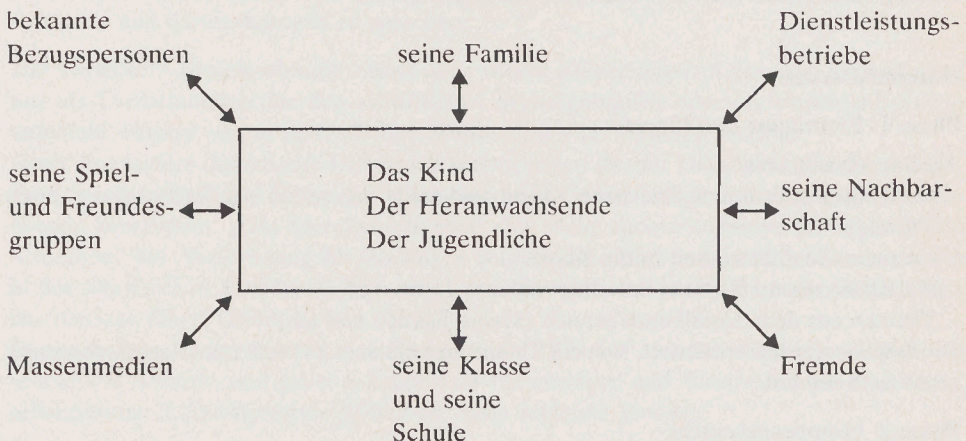 bekannte
Bezugspersonen
seine Familie
Dienstleistungs-
betriebe
seine Spiel-
und Freundes-
gruppen
Das Kind
Der Heranwachsende
Der Jugendliche
seine Nachbar-
schaft
Massenmedien
seine Klasse
und seine
Schule
Fremde